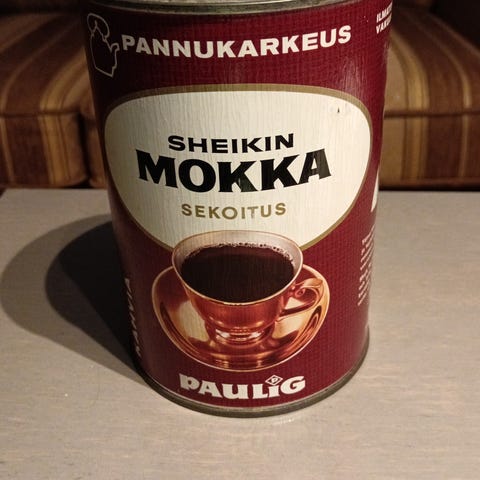 PANNUKARKEUS
SHEIKIN
MOKKA
SEKOITUS
PAULIG